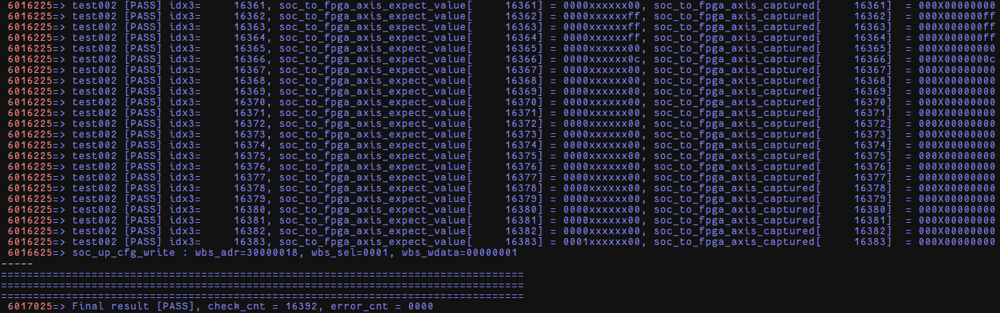 6016225=> test002 [PASS] idx3=      16361, soc_to_fpga_axis_expect_value[      16361] = 0000xxxxxx00, soc_to_fpga_axis_captured[      16361]  = 000X00000000
6016225=> test002 [PASS] idx3=      16362, soc_to_fpga_axis_expect_value[      16362] = 0000xxxxxxff, soc_to_fpga_axis_captured[      16362]  = 000X000000ff
6016225=> test002 [PASS] idx3=      16363, soc_to_fpga_axis_expect_value[      16363] = 0000xxxxxxff, soc_to_fpga_axis_captured[      16363]  = 000X000000ff
6016225=> test002 [PASS] idx3=      16364, soc_to_fpga_axis_expect_value[      16364] = 0000xxxxxxff, soc_to_fpga_axis_captured[      16364]  = 000X000000ff
6016225=> test002 [PASS] idx3=      16365, soc_to_fpga_axis_expect_value[      16365] = 0000xxxxxx00, soc_to_fpga_axis_captured[      16365]  = 000X00000000
6016225=> test002 [PASS] idx3=      16366, soc_to_fpga_axis_expect_value[      16366] = 0000xxxxxx0c, soc_to_fpga_axis_captured[      16366]  = 000X0000000c
6016225=> test002 [PASS] idx3=      16367, soc_to_fpga_axis_expect_value[      16367] = 0000xxxxxx00, soc_to_fpga_axis_captured[      16367]  = 000X00000000
6016225=> test002 [PASS] idx3=      16368, soc_to_fpga_axis_expect_value[      16368] = 0000xxxxxx00, soc_to_fpga_axis_captured[      16368]  = 000X00000000
6016225=> test002 [PASS] idx3=      16369, soc_to_fpga_axis_expect_value[      16369] = 0000xxxxxx00, soc_to_fpga_axis_captured[      16369]  = 000X00000000
6016225=> test002 [PASS] idx3=      16370, soc_to_fpga_axis_expect_value[      16370] = 0000xxxxxx00, soc_to_fpga_axis_captured[      16370]  = 000X00000000
6016225=> test002 [PASS] idx3=      16371, soc_to_fpga_axis_expect_value[      16371] = 0000xxxxxx00, soc_to_fpga_axis_captured[      16371]  = 000X00000000
6016225=> test002 [PASS] idx3=      16372, soc_to_fpga_axis_expect_value[      16372] = 0000xxxxxx00, soc_to_fpga_axis_captured[      16372]  = 000X00000000
6016225=> test002 [PASS] idx3=      16373, soc_to_fpga_axis_expect_value[      16373] = 0000xxxxxx00, soc_to_fpga_axis_captured[      16373]  = 000X00000000
6016225=> test002 [PASS] idx3=      16374, soc_to_fpga_axis_expect_value[      16374] = 0000xxxxxx00, soc_to_fpga_axis_captured[      16374]  = 000X00000000
6016225=> test002 [PASS] idx3=      16375, soc_to_fpga_axis_expect_value[      16375] = 0000xxxxxx00, soc_to_fpga_axis_captured[      16375]  = 000X00000000
6016225=> test002 [PASS] idx3=      16376, soc_to_fpga_axis_expect_value[      16376] = 0000xxxxxx00, soc_to_fpga_axis_captured[      16376]  = 000X00000000
6016225=> test002 [PASS] idx3=      16377, soc_to_fpga_axis_expect_value[      16377] = 0000xxxxxx00, soc_to_fpga_axis_captured[      16377]  = 000X00000000
6016225=> test002 [PASS] idx3=      16378, soc_to_fpga_axis_expect_value[      16378] = 0000xxxxxx00, soc_to_fpga_axis_captured[      16378]  = 000X00000000
6016225=> test002 [PASS] idx3=      16379, soc_to_fpga_axis_expect_value[      16379] = 0000xxxxxx00, soc_to_fpga_axis_captured[      16379]  = 000X00000000
6016225=> test002 [PASS] idx3=      16380, soc_to_fpga_axis_expect_value[      16380] = 0000xxxxxx00, soc_to_fpga_axis_captured[      16380]  = 000X00000000
6016225=> test002 [PASS] idx3=      16381, soc_to_fpga_axis_expect_value[      16381] = 0000xxxxxx00, soc_to_fpga_axis_captured[      16381]  = 000X00000000
6016225=> test002 [PASS] idx3=      16382, soc_to_fpga_axis_expect_value[      16382] = 0000xxxxxx00, soc_to_fpga_axis_captured[      16382]  = 000X00000000
6016225=> test002 [PASS] idx3=      16383, soc_to_fpga_axis_expect_value[      16383] = 0001xxxxxx00, soc_to_fpga_axis_captured[      16383]  = 000X00000000
6016625=> soc_up_cfg_write : wbs_adr=30000018, wbs_sel=0001, wbs_wdata=00000001
-----
=================================================================================
=================================================================================
=================================================================================
6017025=> Final result [PASS], check_cnt = 16392, error_cnt = 0000